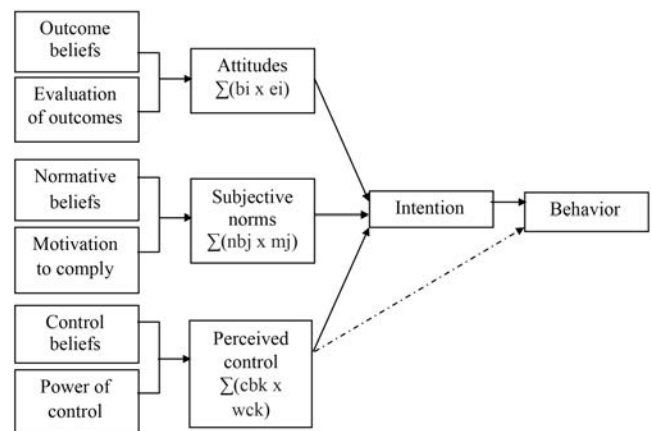 Outcome
beliefs
Evaluation
of outcomes
Attitudes
∑(bi x ei)
Normative
beliefs
Motivation
to comply
Subjective
norms
∑(nbj x mj)
Intention
Behavior
Control
beliefs
Power of
control
Perceived
control
∑(cbk x
wck)